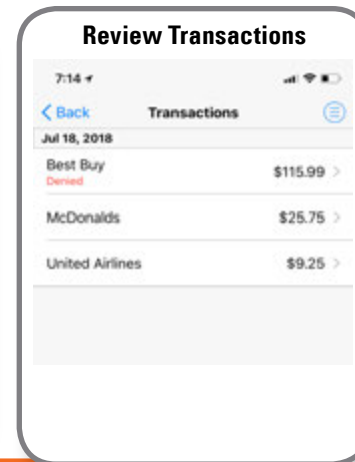 Review Transactions
7:14
Back Transactions
Jul 18, 2018
Best Buy $115.99
Denied
McDonalds $25.75
United Airlines $9.25